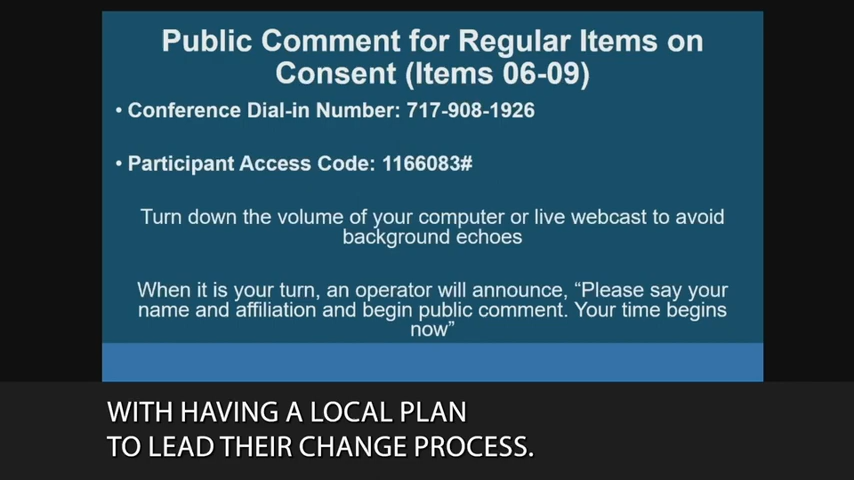 Public Comment for Regular Items on
Consent (Items 06-09)
• Conference Dial-in Number: 717-908-1926
• Participant Access Code: 1166083#
Turn down the volume of your computer or live webcast to avoid
background echoes
When it is your turn, an operator will announce, “Please say your
name and affiliation and begin public comment. Your time begins
now”
WITH HAVING A LOCAL PLAN
TO LEAD THEIR CHANGE PROCESS.